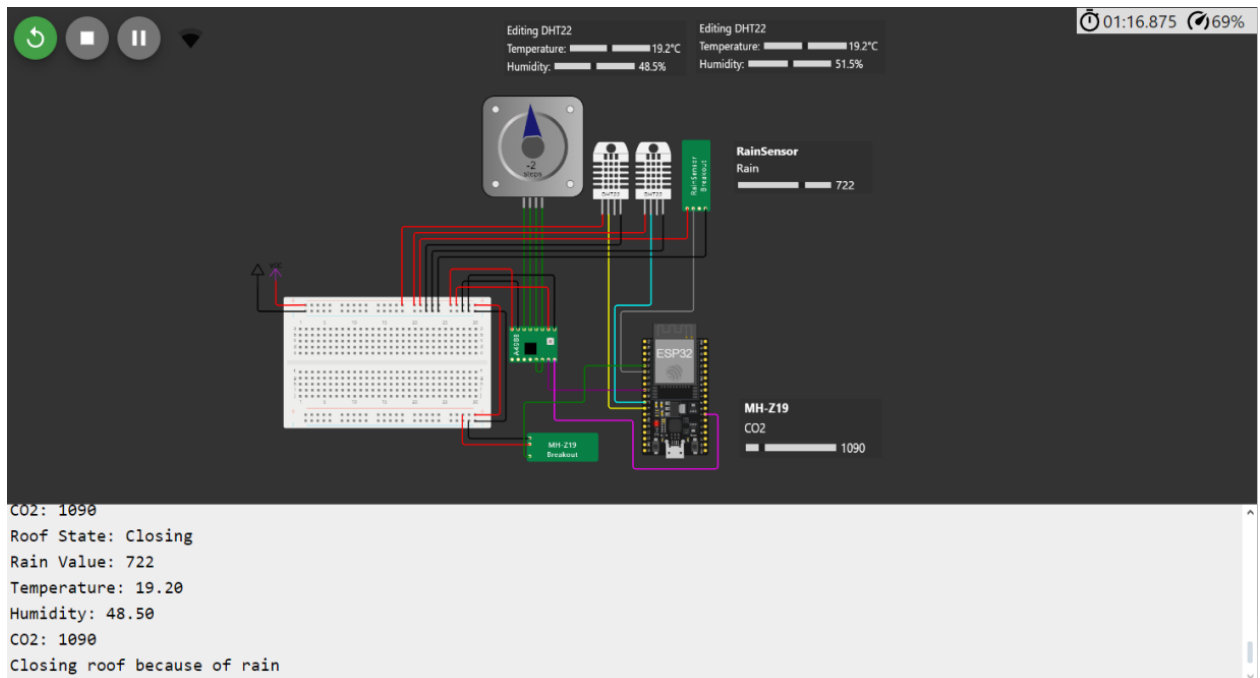 01:16.875 69%
Editing DHT22
Temperature: 19.2°C
Humidity: 48.5%
Editing DHT22
Temperature: 19.2°C
Humidity: 51.5%
-2
steps
DHT22
DHT22
RainSensor
Breakout
RainSensor
Rain
722
A4988
ESP32
MH-Z19
Breakout
MH-Z19
CO2
1090
CO2: 1090
Roof State: Closing
Rain Value: 722
Temperature: 19.20
Humidity: 48.50
CO2: 1090
Closing roof because of rain